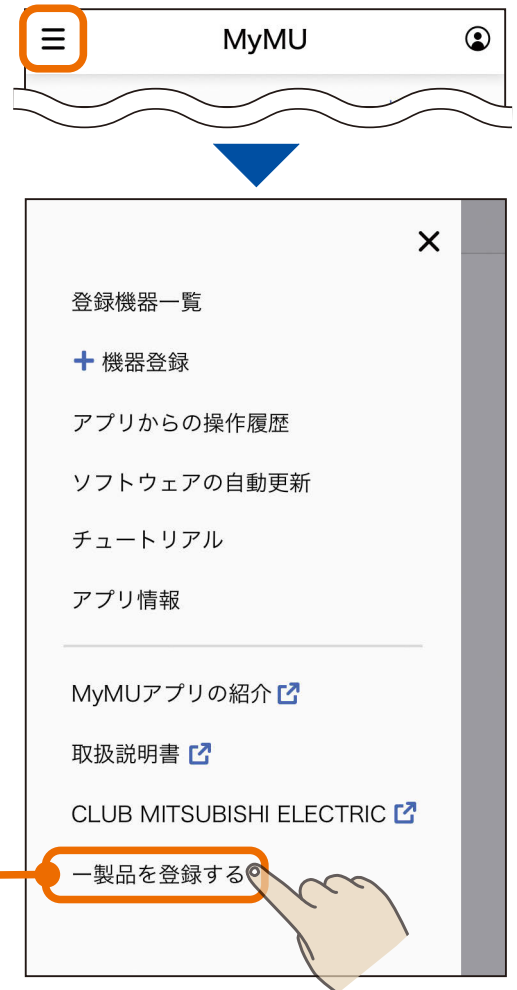 MyMU
登録機器一覧
+ 機器登録
アプリからの操作履歴
ソフトウェアの自動更新
チュートリアル
アプリ情報
MyMUアプリの紹介
取扱説明書
CLUB MITSUBISHI ELECTRIC
ー製品を登録する